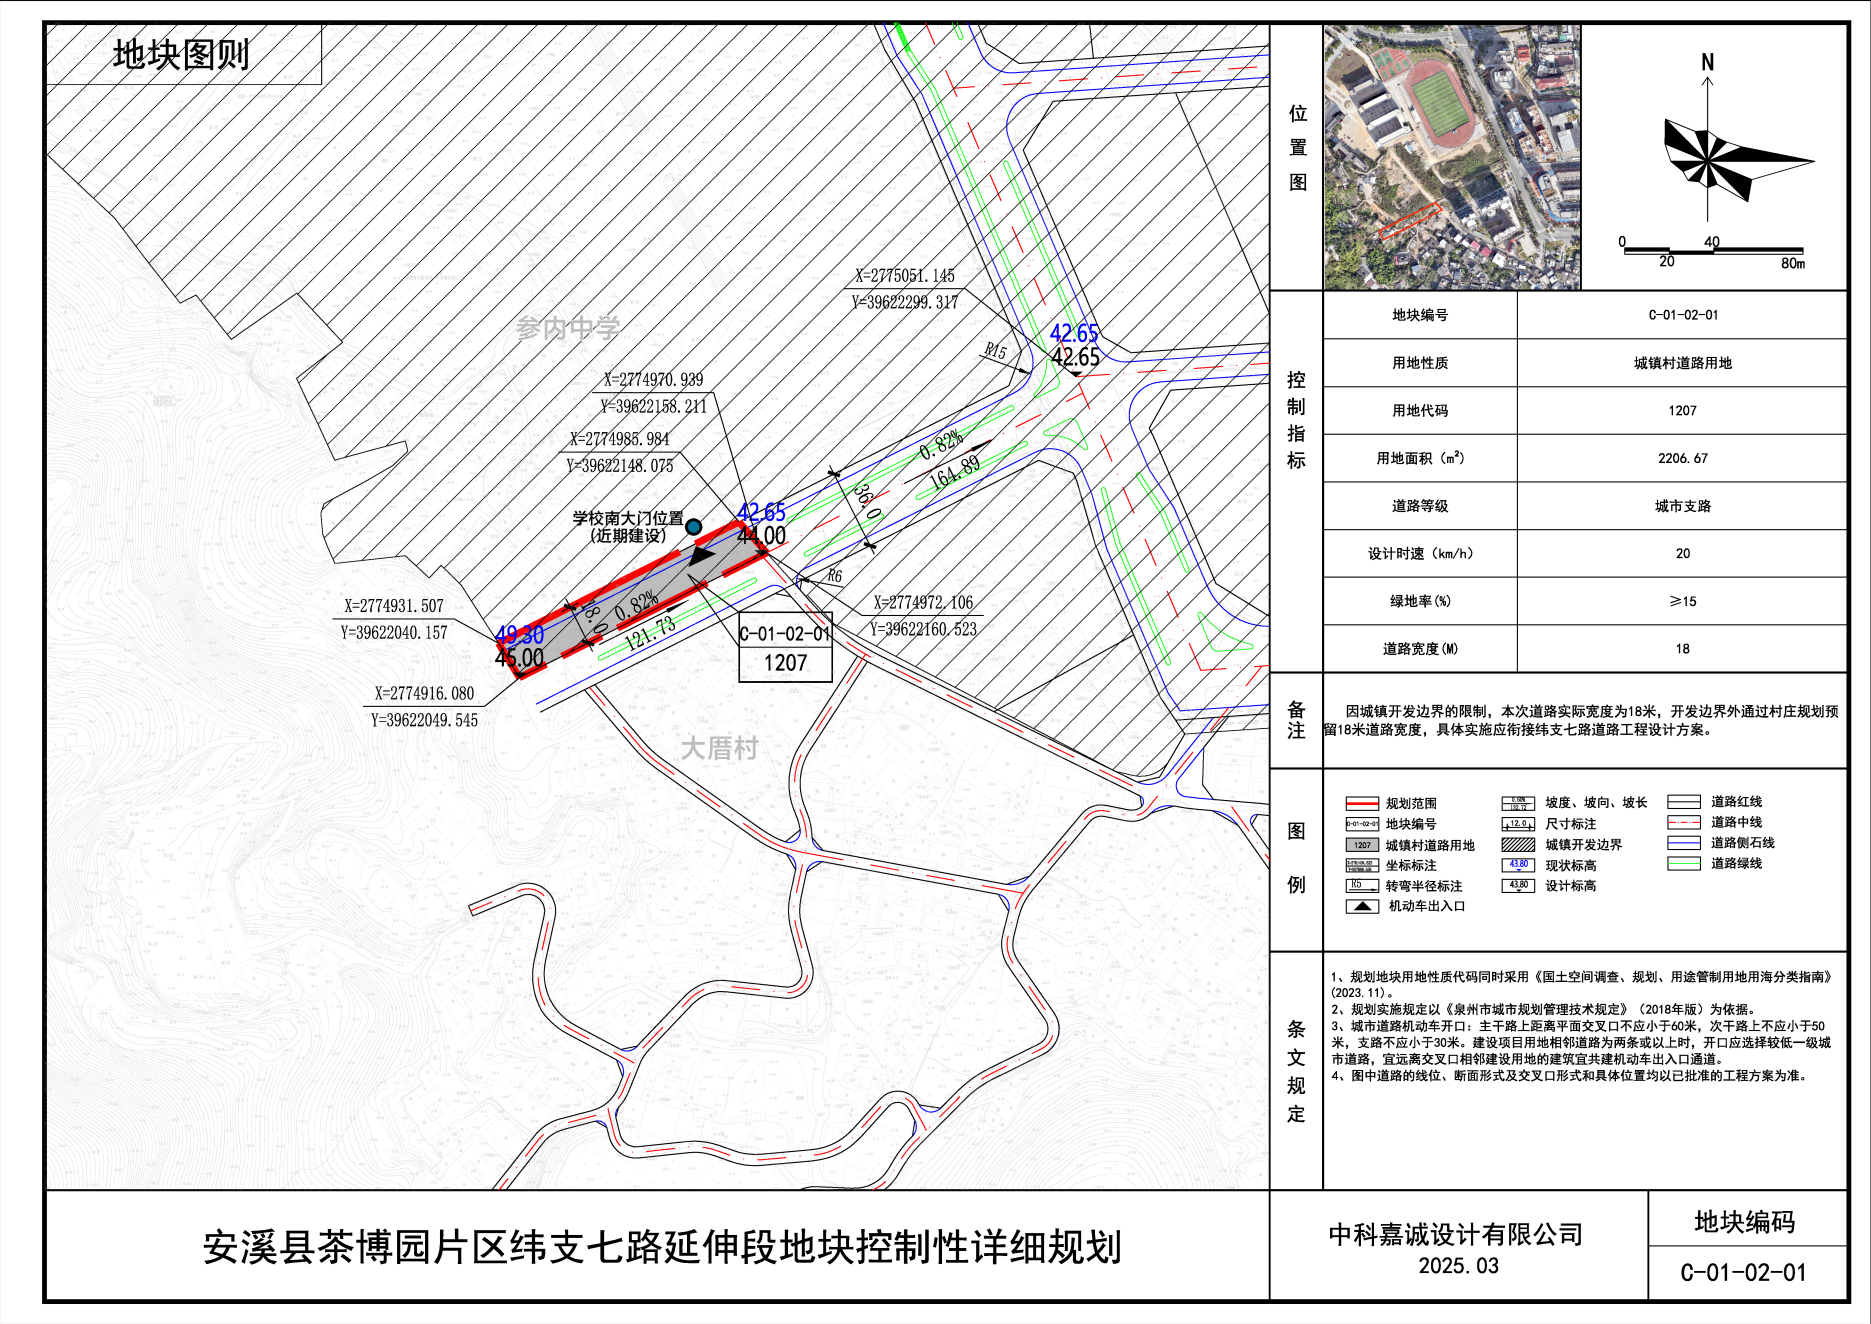 地块图则
参内中学
X=2775051.145
Y=39622299.317
42.65
42.65
R15
X=2774970.939
Y=39622158.211
X=2774985.984
Y=39622148.075
0.82%
164.89
36.0
学校南大门位置
(近期建设)
42.65
44.00
R6
X=2774972.106
Y=39622160.523
X=2774931.507
Y=39622040.157
49.30
45.00
18.0
0.82%
121.73
C-01-02-01
1207
X=2774916.080
Y=39622049.545
大厝村
位置图
N
0
40
20
80m
控制指标
地块编号 C-01-02-01
用地性质 城镇村道路用地
用地代码 1207
用地面积（m²） 2206.67
道路等级 城市支路
设计时速（km/h） 20
绿地率(%) ≥15
道路宽度(M) 18
备注
因城镇开发边界的限制，本次道路实际宽度为18米，开发边界外通过村庄规划预
留18米道路宽度，具体实施应衔接纬支七路道路工程设计方案。
图例
规划范围
C-01-02-01 地块编号
1207 城镇村道路用地
坐标标注
R5 转弯半径标注
机动车出入口
坡度、坡向、坡长
12.0 尺寸标注
城镇开发边界
43.80 现状标高
43.80 设计标高
道路红线
道路中线
道路侧石线
道路绿线
条文规定
1、规划地块用地性质代码同时采用《国土空间调查、规划、用途管制用地用海分类指南》
(2023.11)。
2、规划实施规定以《泉州市城市规划管理技术规定》（2018年版）为依据。
3、城市道路机动车开口：主干路上距离平面交叉口不应小于60米，次干路上不应小于50
米，支路不应小于30米。建设项目用地相邻道路为两条或以上时，开口应选择较低一级城
市道路，宜远离交叉口相邻建设用地的建筑宜共建机动车出入口通道。
4、图中道路的线位、断面形式及交叉口形式和具体位置均以已批准的工程方案为准。
安溪县茶博园片区纬支七路延伸段地块控制性详细规划
中科嘉诚设计有限公司
2025.03
地块编码
C-01-02-01